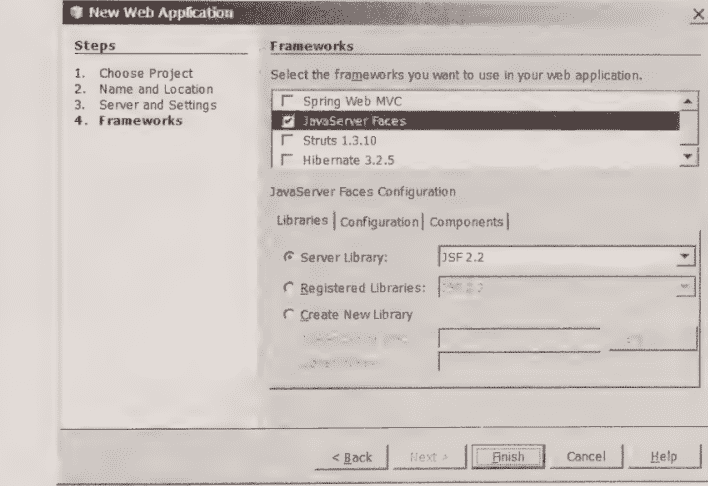 New Web Application
Steps
1. Choose Project
2. Name and Location
3. Server and Settings
4. Frameworks
Frameworks
Select the frameworks you want to use in your web application.
Spring Web MVC
JavaServer Faces
Struts 1.3.10
Hibernate 3.2.5
JavaServer Faces Configuration
Libraries Configuration Components
Server Library: JSF 2.2
Registered Libraries: JSF 2.2
Create New Library
< Back Next > Finish Cancel Help